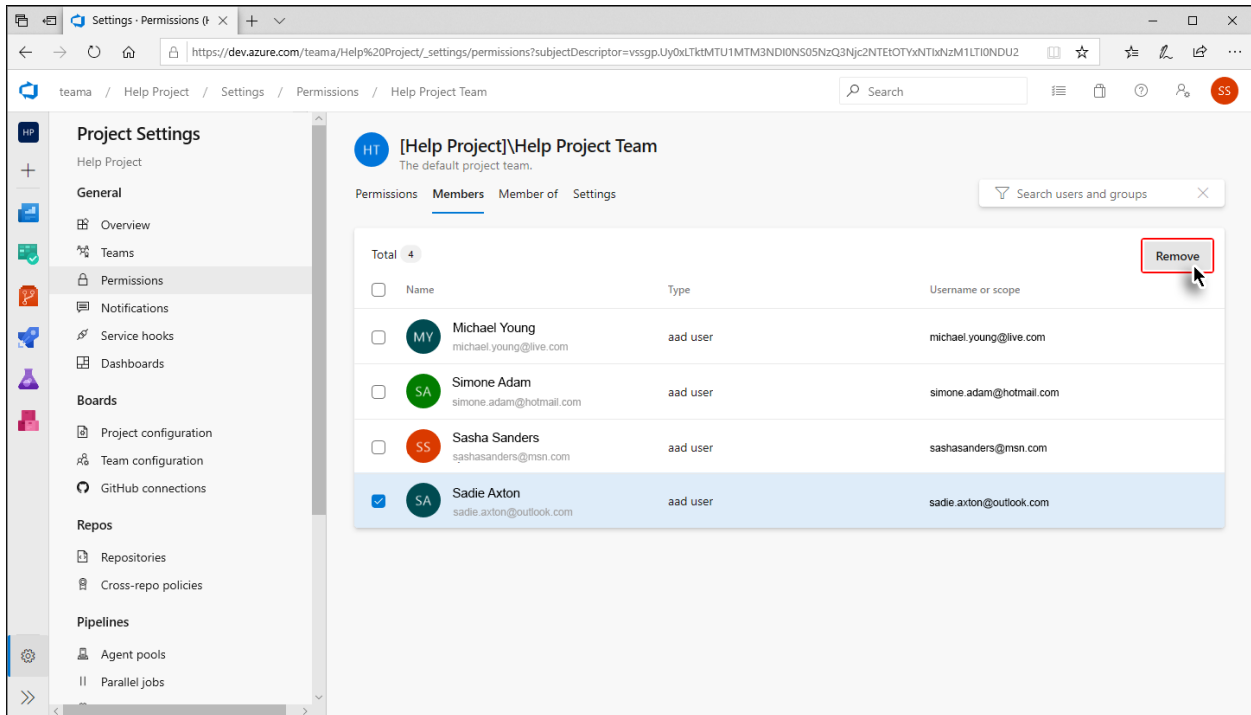 Settings · Permissions (H
https://dev.azure.com/teama/Help%20Project/_settings/permissions?subjectDescriptor=vssgp.Uy0xLTktMTU1MTM3NDI0NS05NzQ3Njc2NTEtOTYxNTIxNzM1LTI0NDU2
teama / Help Project / Settings / Permissions / Help Project Team
Search
SS
HP
Project Settings
Help Project
General
Overview
Teams
Permissions
Notifications
Service hooks
Dashboards
Boards
Project configuration
Team configuration
GitHub connections
Repos
Repositories
Cross-repo policies
Pipelines
Agent pools
Parallel jobs
HT
[Help Project]\Help Project Team
The default project team.
Permissions Members Member of Settings
Search users and groups
Total 4
Remove
Name Type Username or scope
MY Michael Young aad user michael.young@live.com
michael.young@live.com
SA Simone Adam aad user simone.adam@hotmail.com
simone.adam@hotmail.com
SS Sasha Sanders aad user sashasanders@msn.com
sashasanders@msn.com
SA Sadie Axton aad user sadie.axton@outlook.com
sadie.axton@outlook.com